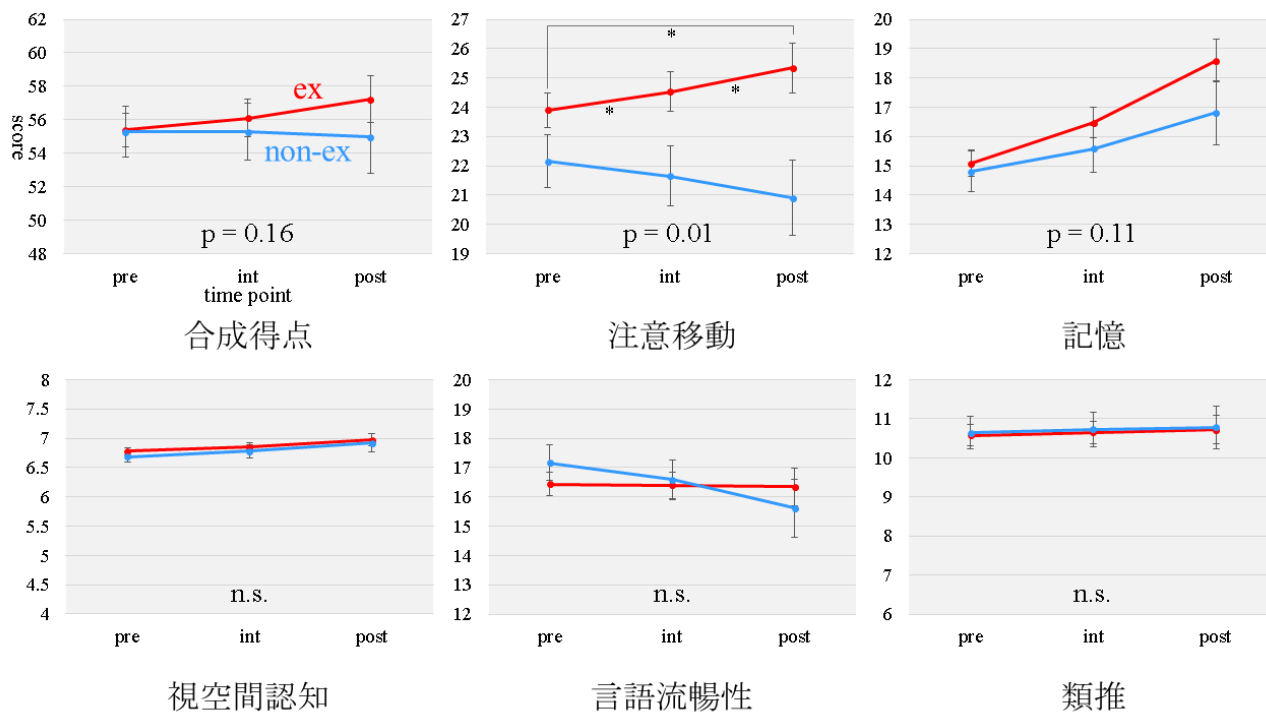 62
60
58
56
54
52
50
48
score
ex
non-ex
p = 0.16
pre int post
time point
合成得点
27
26
25
24
23
22
21
20
19
*
* *
p = 0.01
pre int post
注意移動
20
19
18
17
16
15
14
13
12
p = 0.11
pre int post
記憶
8
7.5
7
6.5
6
5.5
5
4.5
4
n.s.
pre int post
視空間認知
20
19
18
17
16
15
14
13
12
n.s.
pre int post
言語流暢性
12
11
10
9
8
7
6
n.s.
pre int post
類推